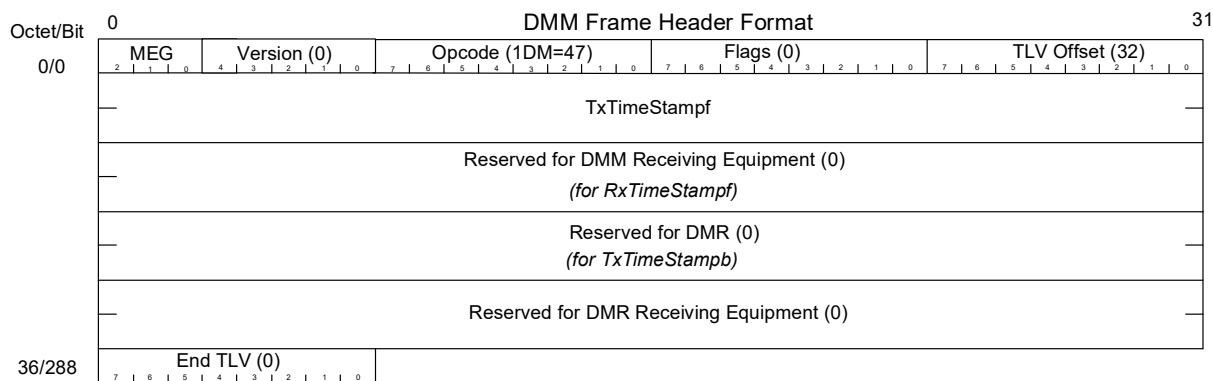 DMM Frame Header Format
Octet/Bit 0 31
MEG Version (0) Opcode (1DM=47) Flags (0) TLV Offset (32)
0/0 2 1 0 4 3 2 1 0 7 6 5 4 3 2 1 0 7 6 5 4 3 2 1 0 7 6 5 4 3 2 1 0
TxTimeStampf
Reserved for DMM Receiving Equipment (0)
(for RxTimeStampf)
Reserved for DMR (0)
(for TxTimeStampb)
Reserved for DMR Receiving Equipment (0)
End TLV (0)
36/288 7 6 5 4 3 2 1 0